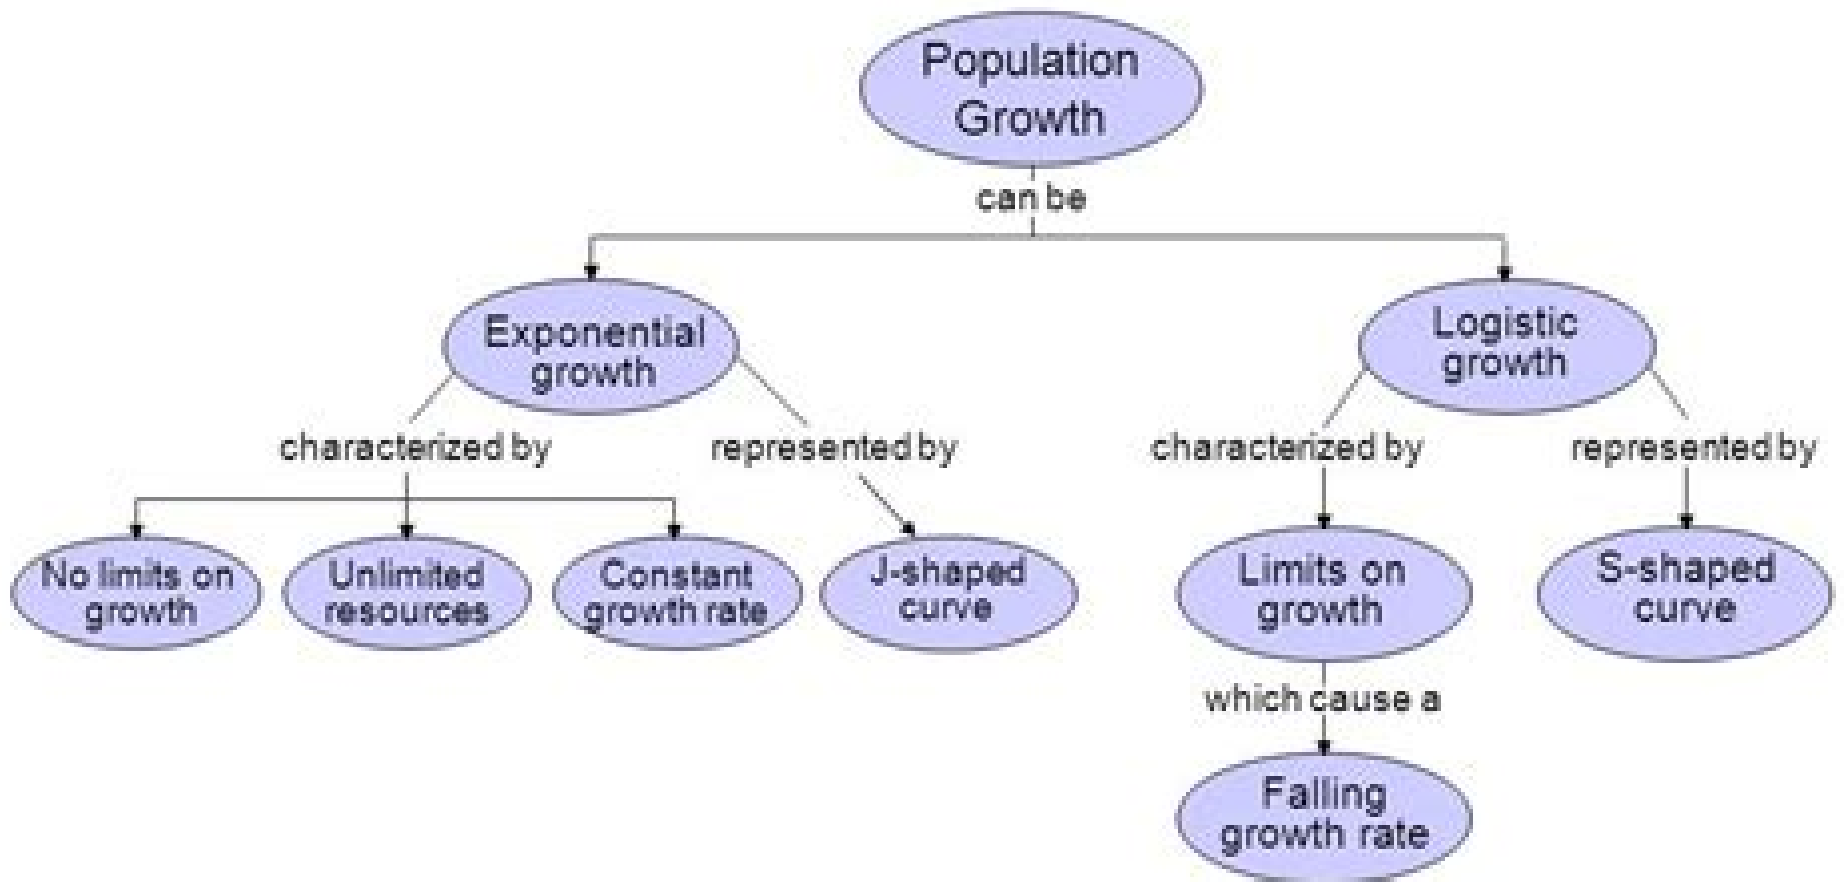 Population
Growth
can be
Exponential
growth
Logistic
growth
characterized by
represented by
characterized by
represented by
No limits on
growth
Unlimited
resources
Constant
growth rate
J-shaped
curve
Limits on
growth
S-shaped
curve
which cause a
Falling
growth rate